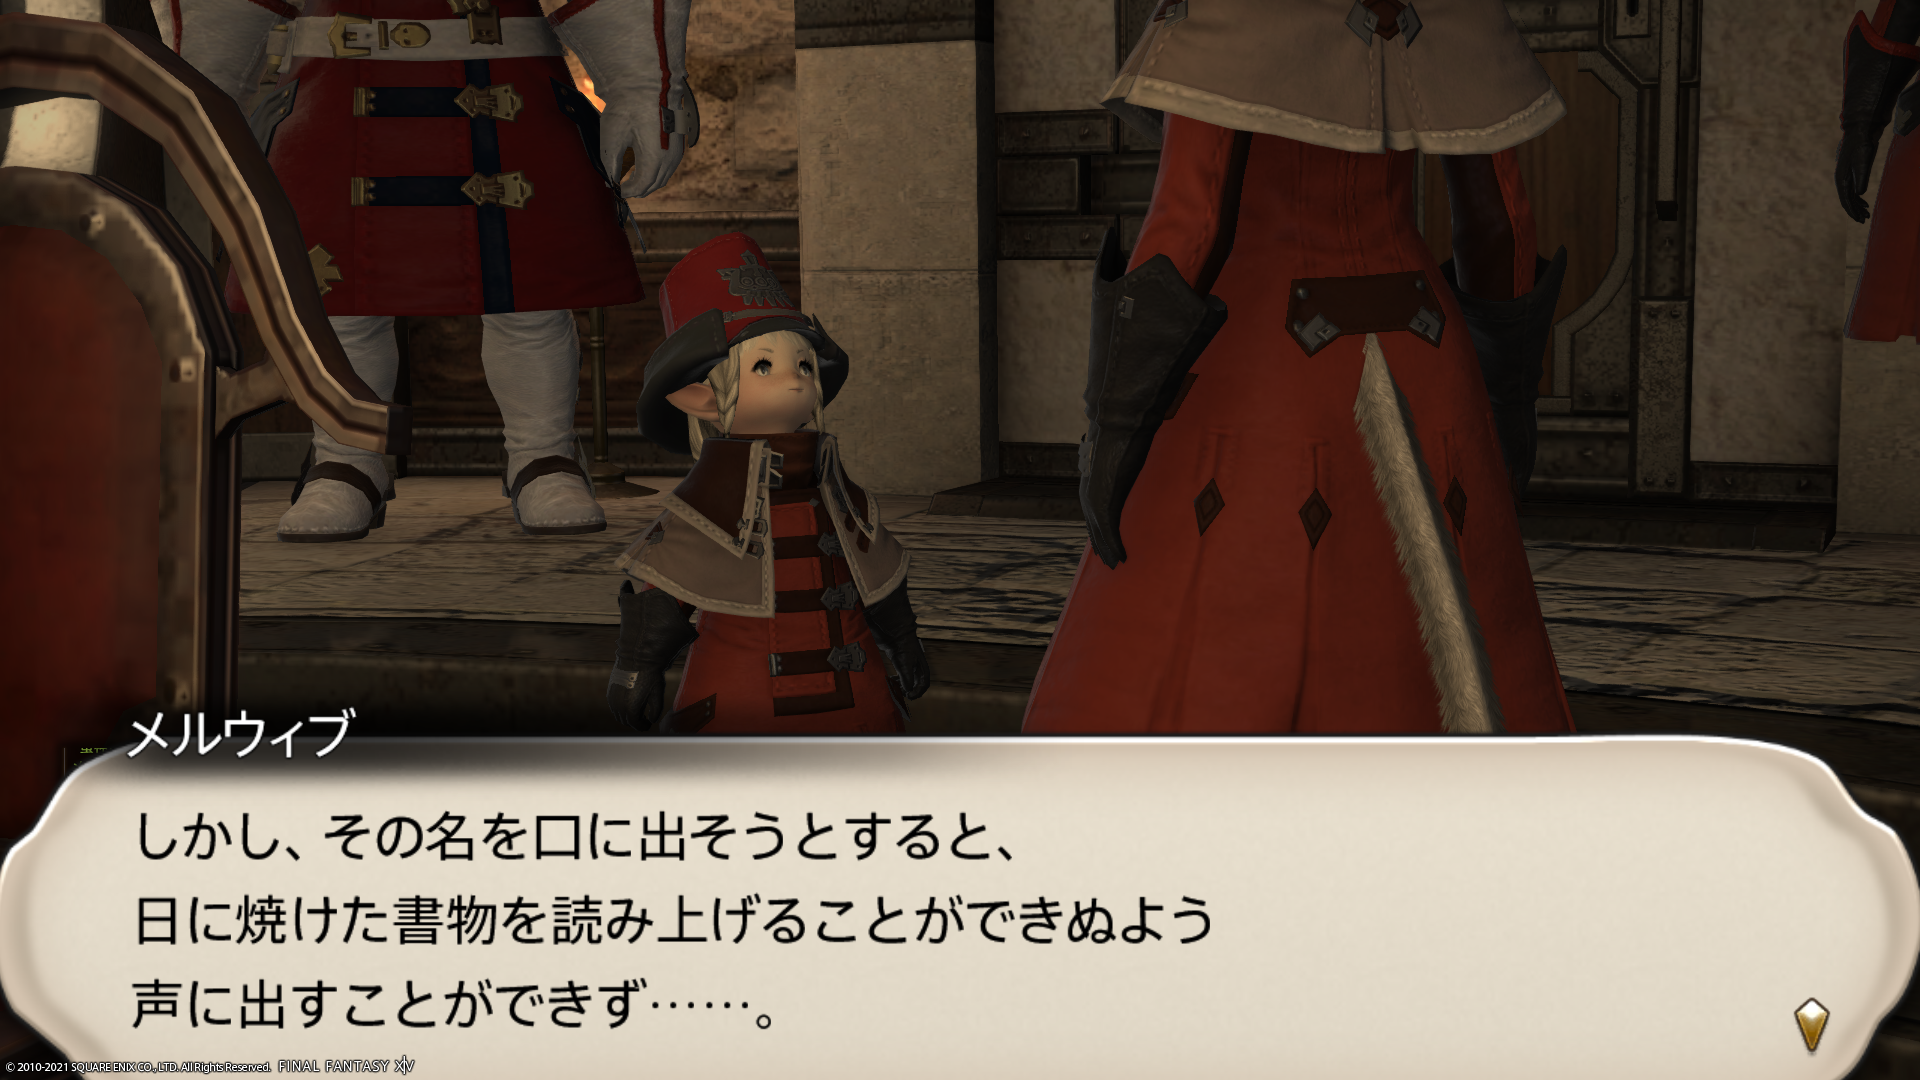 メルウィブ
しかし、その名を口に出そうとすると、
日に焼けた書物を読み上げることができぬよう
声に出すことができず……。
© 2010-2021 SQUARE ENIX CO., LTD. All Rights Reserved. FINAL FANTASY XIV